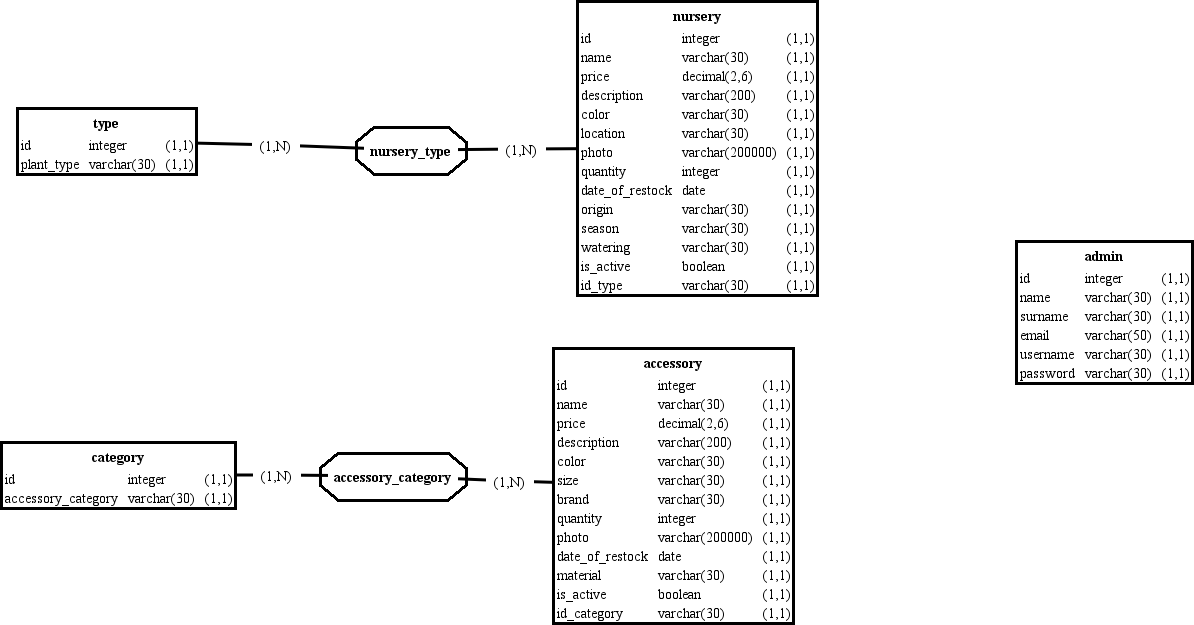 nursery
id integer (1,1)
name varchar(30) (1,1)
price decimal(2,6) (1,1)
description varchar(200) (1,1)
color varchar(30) (1,1)
location varchar(30) (1,1)
photo varchar(200000) (1,1)
quantity integer (1,1)
date_of_restock date (1,1)
origin varchar(30) (1,1)
season varchar(30) (1,1)
watering varchar(30) (1,1)
is_active boolean (1,1)
id_type varchar(30) (1,1)
type
id integer (1,1)
plant_type varchar(30) (1,1)
(1,N)
nursery_type
(1,N)
admin
id integer (1,1)
name varchar(30) (1,1)
surname varchar(30) (1,1)
email varchar(50) (1,1)
username varchar(30) (1,1)
password varchar(30) (1,1)
accessory
id integer (1,1)
name varchar(30) (1,1)
price decimal(2,6) (1,1)
description varchar(200) (1,1)
color varchar(30) (1,1)
size varchar(30) (1,1)
brand varchar(30) (1,1)
quantity integer (1,1)
photo varchar(200000) (1,1)
date_of_restock date (1,1)
material varchar(30) (1,1)
is_active boolean (1,1)
id_category varchar(30) (1,1)
category
id integer (1,1)
accessory_category varchar(30) (1,1)
(1,N)
accessory_category
(1,N)